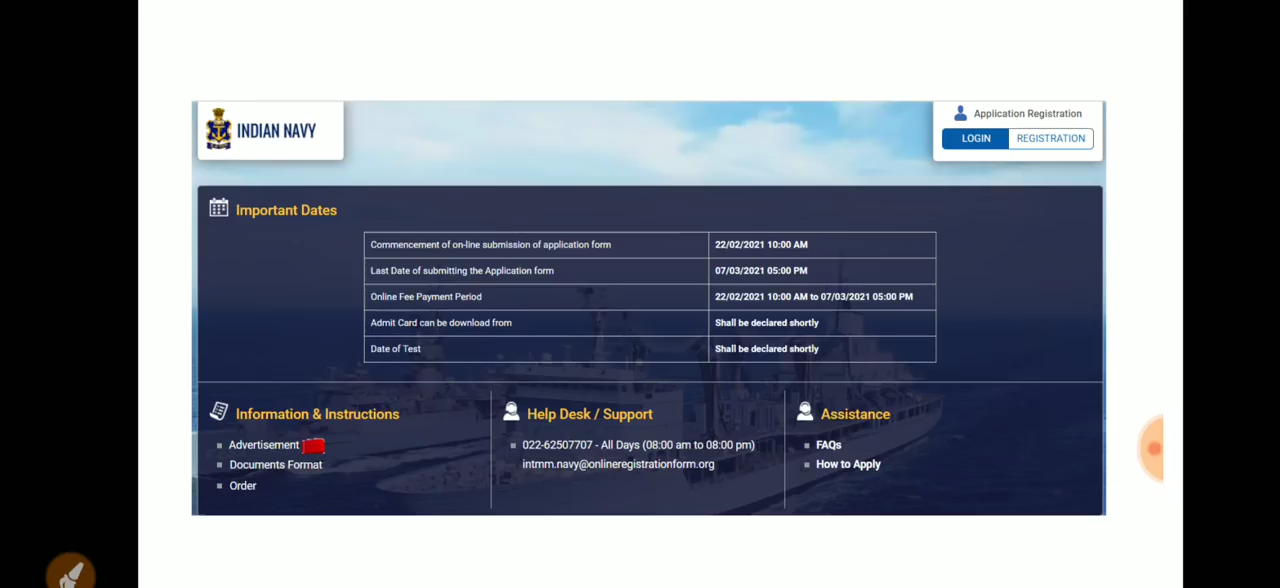 INDIAN NAVY
Application Registration
LOGIN REGISTRATION
Important Dates
Commencement of on-line submission of application form 22/02/2021 10:00 AM
Last Date of submitting the Application form 07/03/2021 05:00 PM
Online Fee Payment Period 22/02/2021 10:00 AM to 07/03/2021 05:00 PM
Admit Card can be download from Shall be declared shortly
Date of Test Shall be declared shortly
Information & Instructions
Advertisement
Documents Format
Order
Help Desk / Support
022-62507707 - All Days (08:00 am to 08:00 pm)
intmm.navy@onlineregistrationform.org
Assistance
FAQs
How to Apply